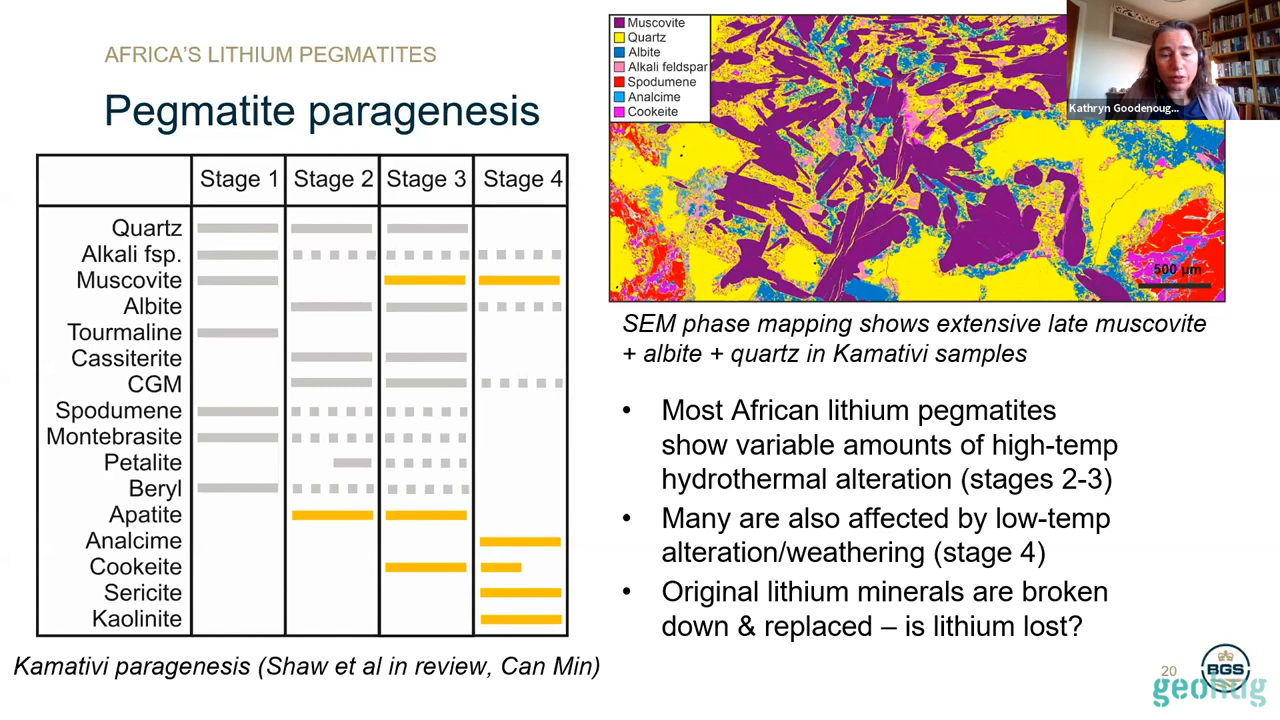 AFRICA'S LITHIUM PEGMATITES
Pegmatite paragenesis
Stage 1 Stage 2 Stage 3 Stage 4
Quartz
Alkali fsp.
Muscovite
Albite
Tourmaline
Cassiterite
CGM
Spodumene
Montebrasite
Petalite
Beryl
Apatite
Analcime
Cookeite
Sericite
Kaolinite
Kamativi paragenesis (Shaw et al in review, Can Min)
Muscovite
Quartz
Albite
Alkali feldspar
Spodumene
Analcime
Cookeite
500 µm
Kathryn Goodenoug...
SEM phase mapping shows extensive late muscovite
+ albite + quartz in Kamativi samples
• Most African lithium pegmatites
show variable amounts of high-temp
hydrothermal alteration (stages 2-3)
• Many are also affected by low-temp
alteration/weathering (stage 4)
• Original lithium minerals are broken
down & replaced – is lithium lost?
20
BGS
geohug